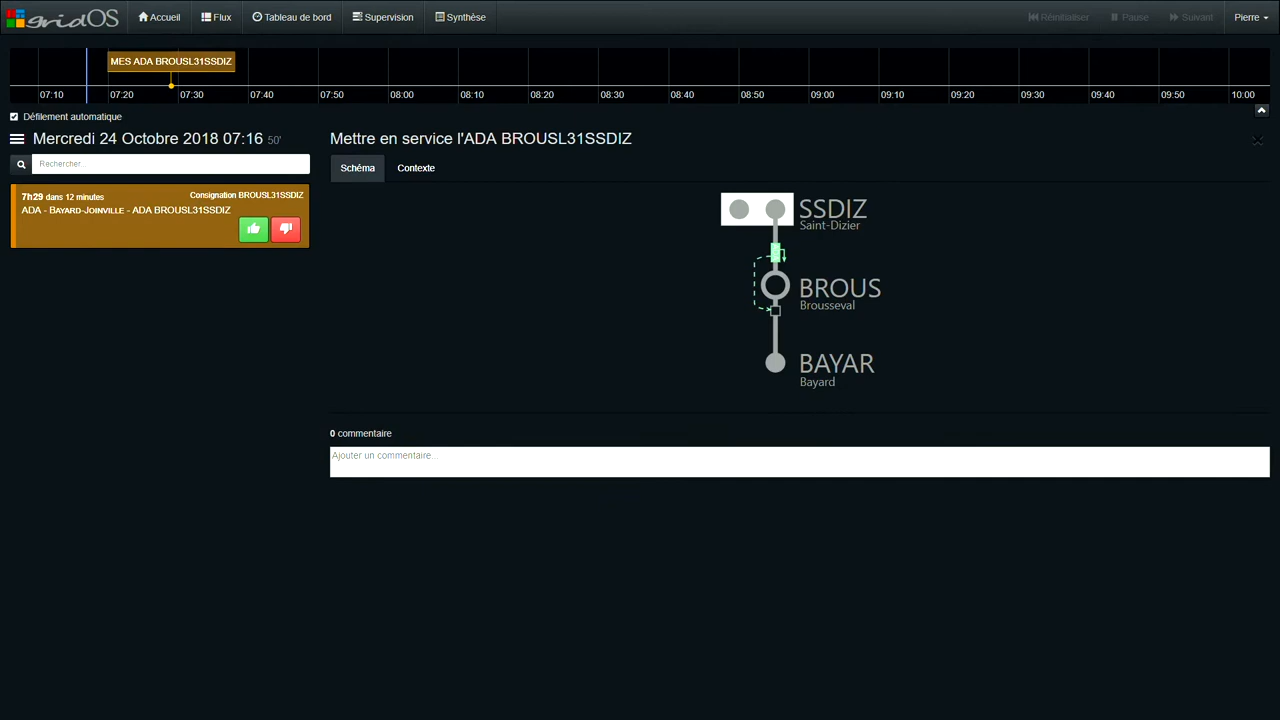 gridOS Accueil Flux Tableau de bord Supervision Synthèse Réinitialiser Pause Suivant Pierre
MES ADA BROUSL31SSDIZ
07:10 07:20 07:30 07:40 07:50 08:00 08:10 08:20 08:30 08:40 08:50 09:00 09:10 09:20 09:30 09:40 09:50 10:00
Défilement automatique
Mercredi 24 Octobre 2018 07:16 50'
Rechercher...
7h29 dans 12 minutes Consignation BROUSL31SSDIZ
ADA - BAYARD-JOINVILLE - ADA BROUSL31SSDIZ
Mettre en service l'ADA BROUSL31SSDIZ
Schéma Contexte
SSDIZ
Saint-Dizier
BROUS
Brousseval
BAYAR
Bayard
0 commentaire
Ajouter un commentaire...